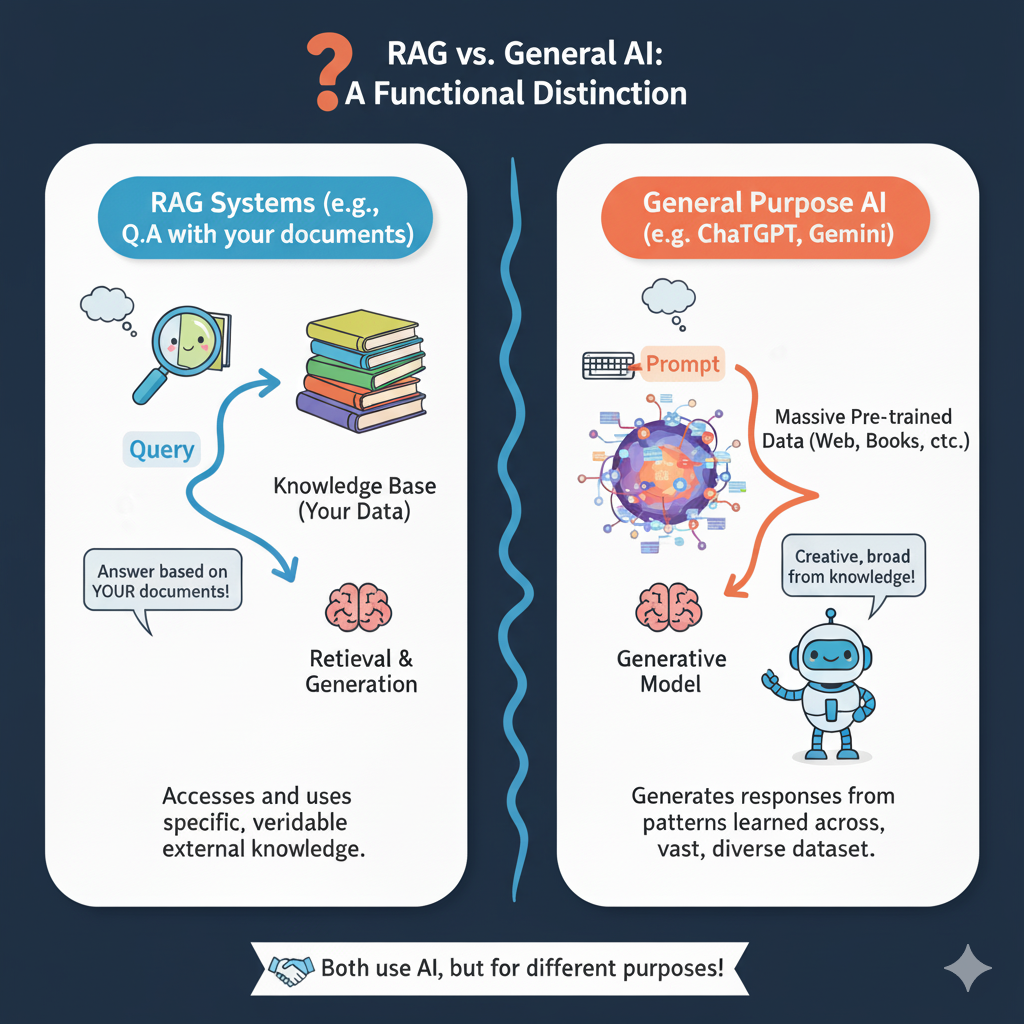 RAG vs. General AI:
A Functional Distinction
RAG Systems (e.g.,
Q.A with your documents)
Query
Knowledge Base
(Your Data)
Answer based on
YOUR documents!
Retieval &
Generation
Accesses and uses
specific, veridable
external knowledge.
General Purpose AI
(e.g. ChaTGPT, Gemini)
Prompt
Massive Pre-trained
Data (Web, Books, ctc.)
Creative, broad
from knowledge!
Generative
Model
Generates responses from
patterns learned across,
vast, diverse dataset.
Both use AI, but for different purposes!